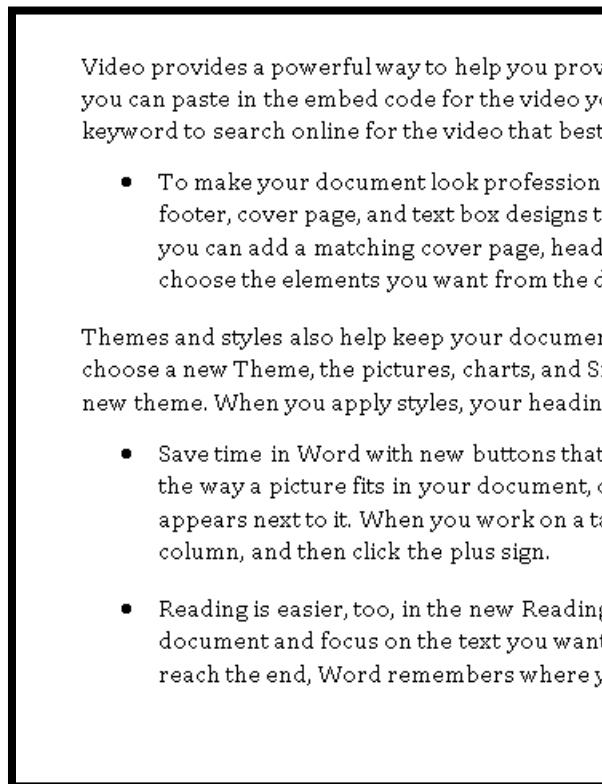 Video provides a powerful way to help you prov
you can paste in the embed code for the video yo
keyword to search online for the video that best
• To make your document look profession
footer, cover page, and text box designs t
you can add a matching cover page, head
choose the elements you want from the d
Themes and styles also help keep your documen
choose a new Theme, the pictures, charts, and S
new theme. When you apply styles, your headin
• Save time in Word with new buttons that
the way a picture fits in your document, c
appears next to it. When you work on a ta
column, and then click the plus sign.
• Reading is easier, too, in the new Reading
document and focus on the text you want
reach the end, Word remembers where y